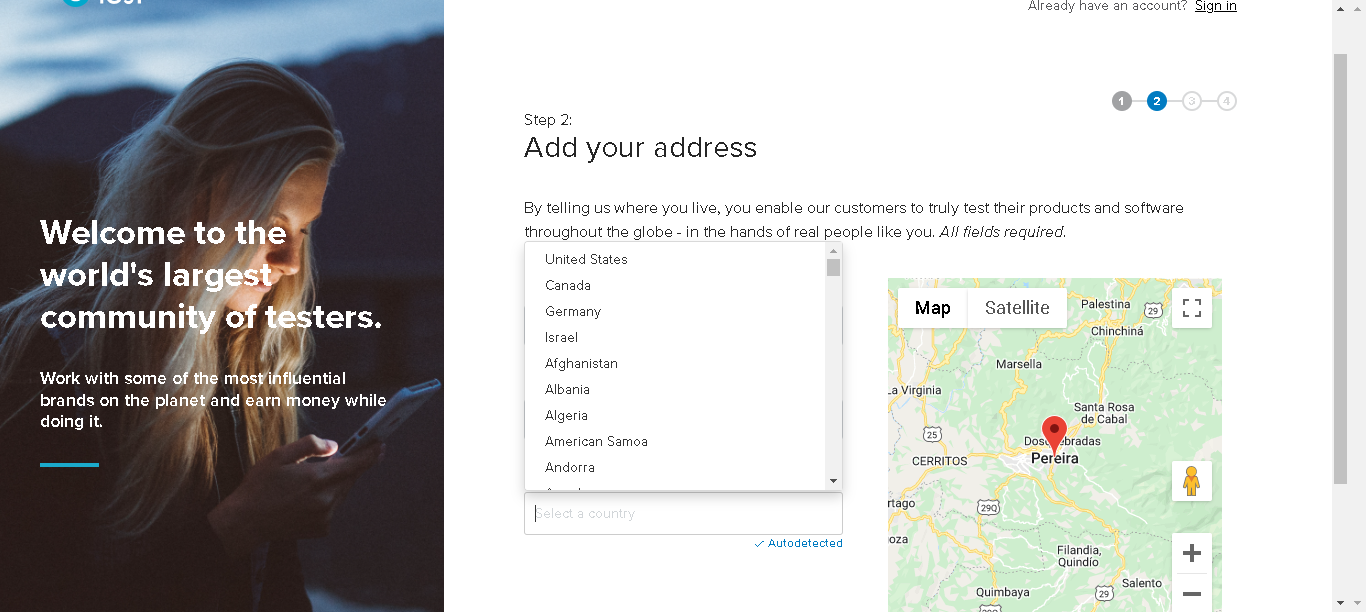 Already have an account? Sign in
Welcome to the
world's largest
community of testers.
Work with some of the most influential
brands on the planet and earn money while
doing it.
1 2 3 4
Step 2:
Add your address
By telling us where you live, you enable our customers to truly test their products and software
throughout the globe - in the hands of real people like you. All fields required.
United States
Canada
Germany
Israel
Afghanistan
Albania
Algeria
American Samoa
Andorra
Select a country
Autodetected
Map
Satellite
Palestina
29
Chinchiná
Marsella
a Virginia
Santa Rosa
de Cabal
25
CERRITOS
Pereira
rtago
29Q
oza
Filandia,
Quindío
Salento
Quimbaya
29
29Q